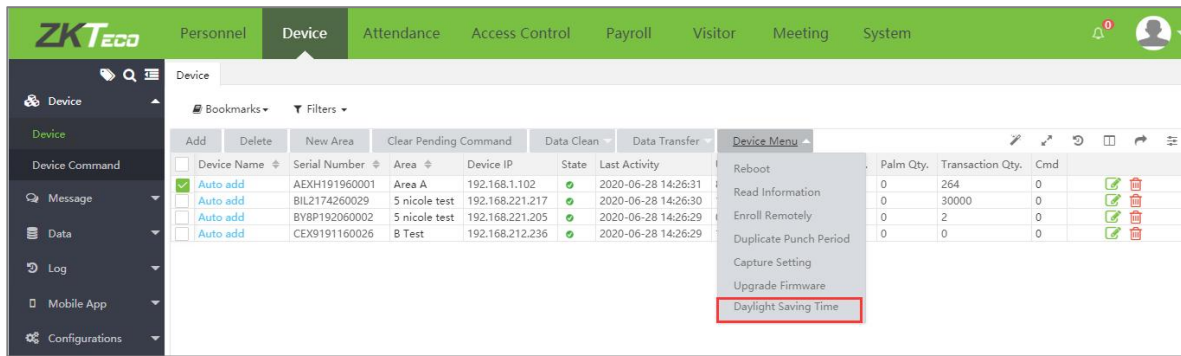 ZKTECO
Personnel Device Attendance Access Control Payroll Visitor Meeting System 0
Device
Device
Device
Device Command
Message
Data
Log
Mobile App
Configurations
Bookmarks Filters
Add Delete New Area Clear Pending Command Data Clean Data Transfer Device Menu
Device Name Serial Number Area Device IP State Last Activity Palm Qty. Transaction Qty. Cmd
Auto add AEXH191960001 Area A 192.168.1.102 2020-06-28 14:26:31 0 264 0
Auto add BIL2174260029 5 nicole test 192.168.221.217 2020-06-28 14:26:30 0 30000 0
Auto add BY8P192060002 5 nicole test 192.168.221.205 2020-06-28 14:26:29 0 2 0
Auto add CEX9191160026 B Test 192.168.212.236 2020-06-28 14:26:29 0 0 0
Reboot
Read Information
Enroll Remotely
Duplicate Punch Period
Capture Setting
Upgrade Firmware
Daylight Saving Time